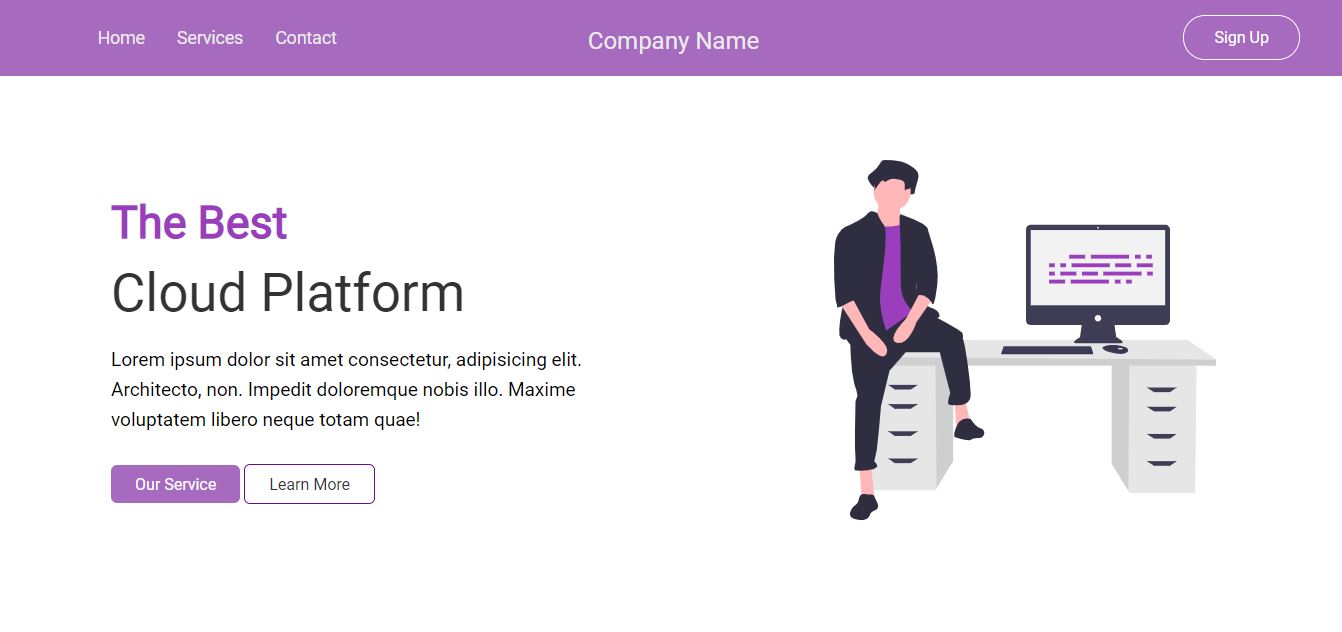 Home Services Contact Company Name Sign Up
The Best
Cloud Platform
Lorem ipsum dolor sit amet consectetur, adipisicing elit.
Architecto, non. Impedit doloremque nobis illo. Maxime
voluptatem libero neque totam quae!
Our Service Learn More